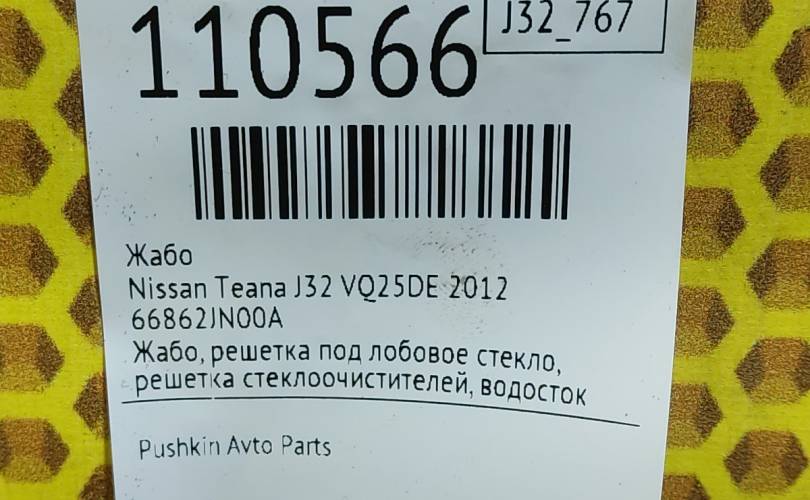 110566
J32_767
Жабо
Nissan Teana J32 VQ25DE 2012
66862JN00A
Жабо, решетка под лобовое стекло,
решетка стеклоочистителей, водосток
Pushkin Avto Parts